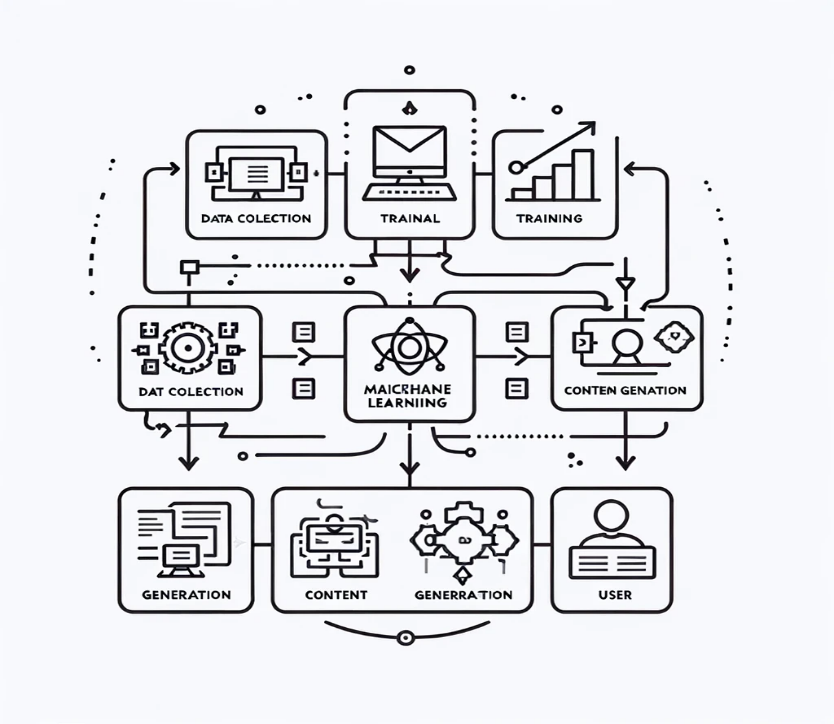 DATA COLECTION
TRAINAL
TRAINING
DAT COLECTION
MAICRHANE
LEARNIING
CONTEN GENATION
GENERATION
CONTENT
GENERRATION
USER